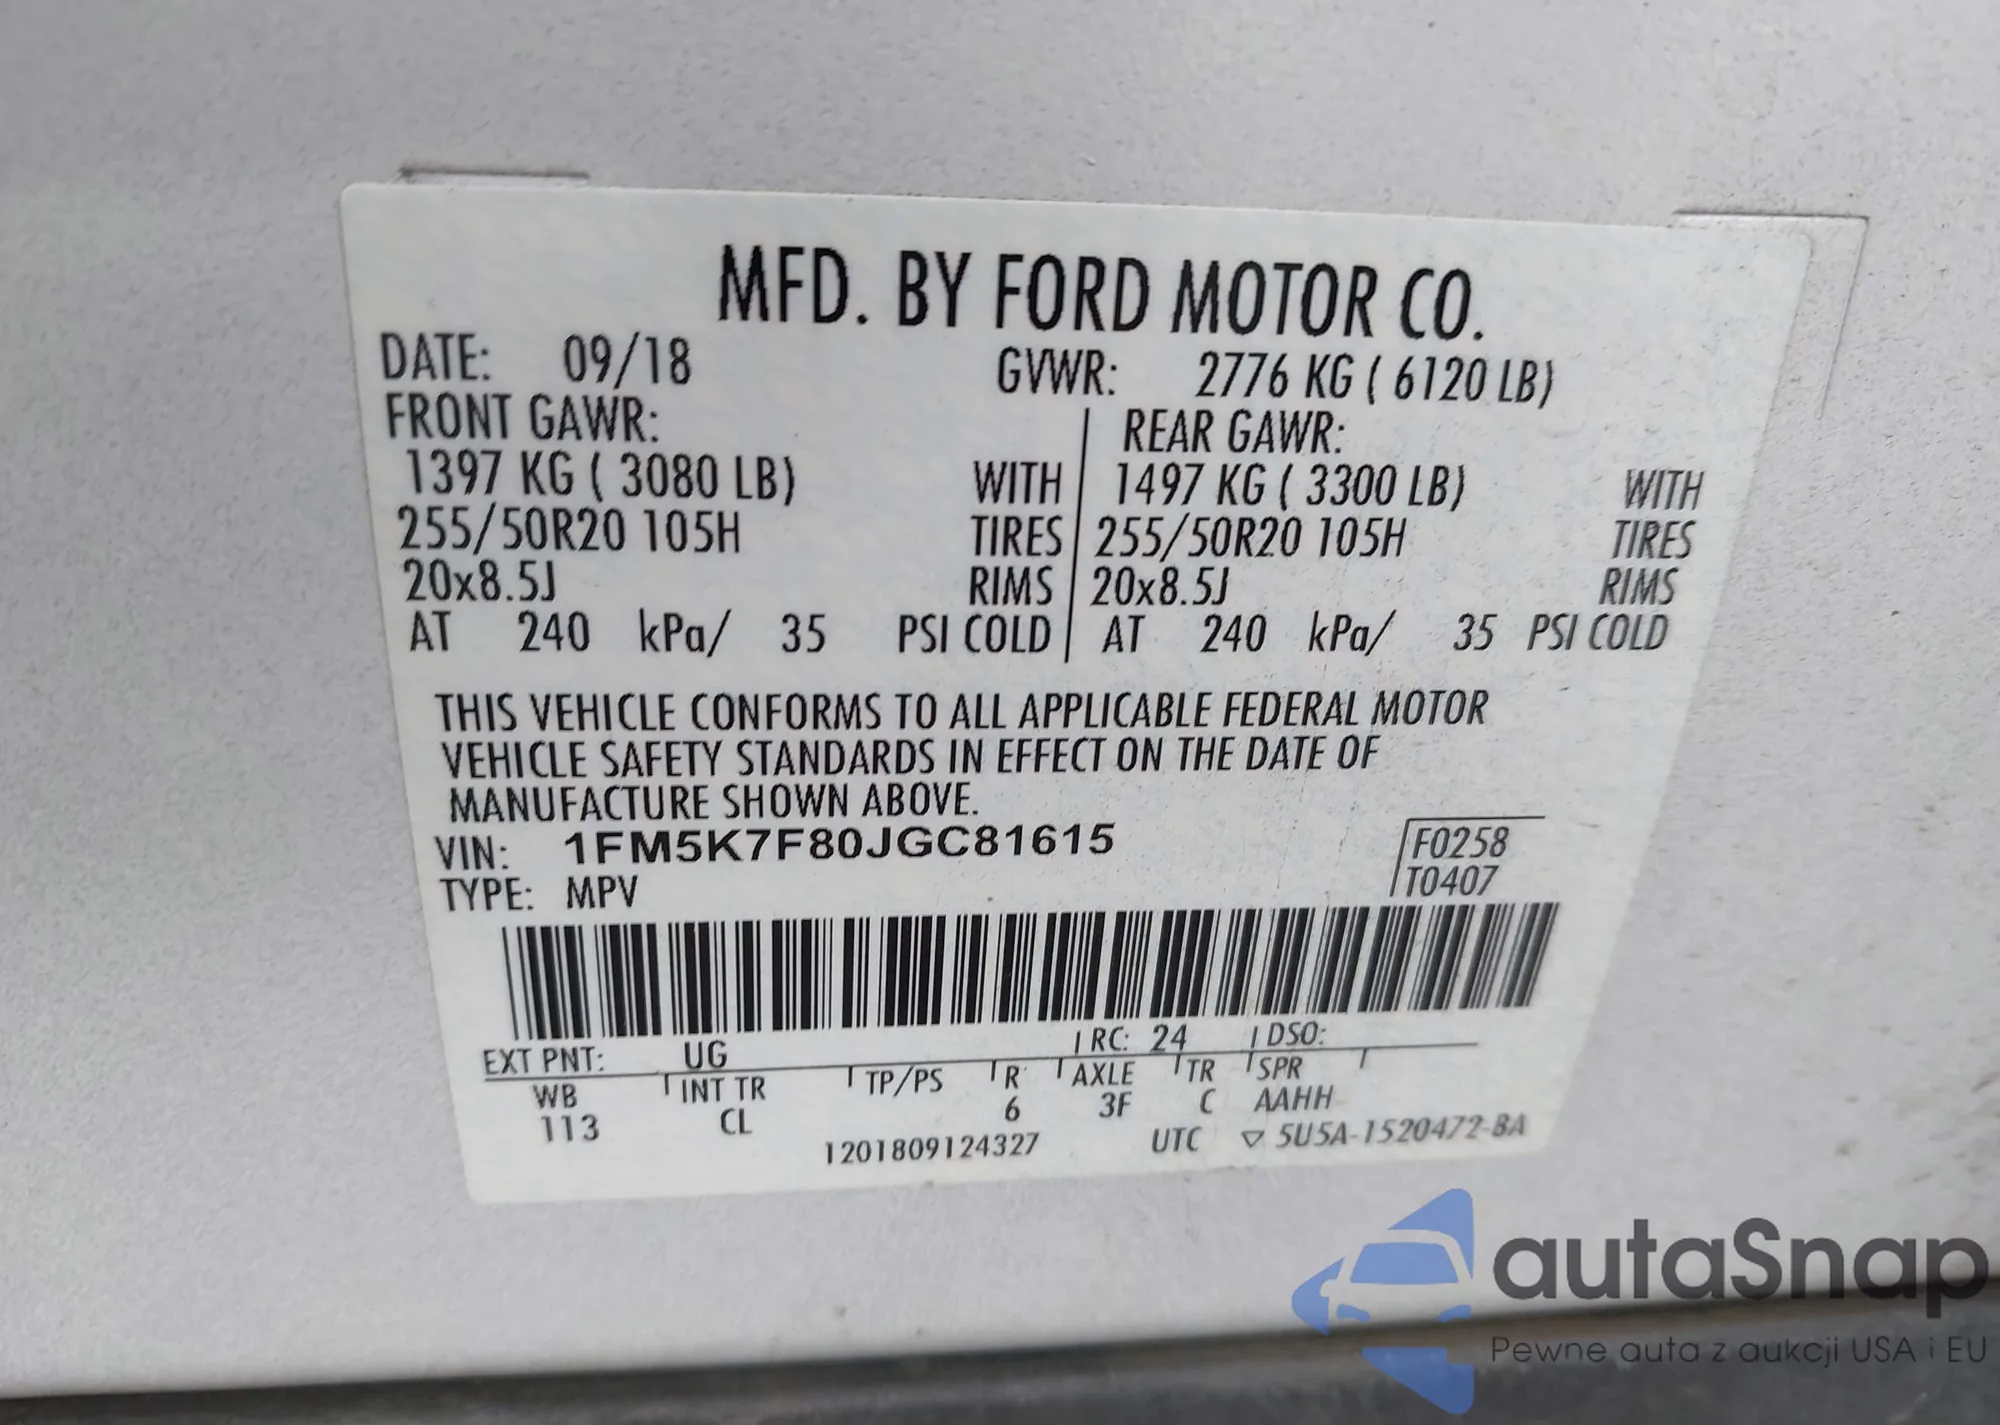 MFD. BY FORD MOTOR CO.
DATE: 09/18 GVWR: 2776 KG ( 6120 LB)
FRONT GAWR: REAR GAWR:
1397 KG ( 3080 LB) WITH 1497 KG ( 3300 LB) WITH
255/50R20 105H TIRES 255/50R20 105H TIRES
20x8.5J RIMS 20x8.5J RIMS
AT 240 kPa/ 35 PSI COLD AT 240 kPa/ 35 PSI COLD
THIS VEHICLE CONFORMS TO ALL APPLICABLE FEDERAL MOTOR
VEHICLE SAFETY STANDARDS IN EFFECT ON THE DATE OF
MANUFACTURE SHOWN ABOVE.
VIN: 1FM5K7F80JGC81615 F0258
TYPE: MPV T0407
EXT PNT: UG RC: 24 DSO:
WB INT TR TP/PS R AXLE TR SPR
113 CL 6 3F C AAHH
1201809124327 UTC ▽ 5U5A-1520472-BA
autaSnap
Pewne auta z aukcji USA i EU